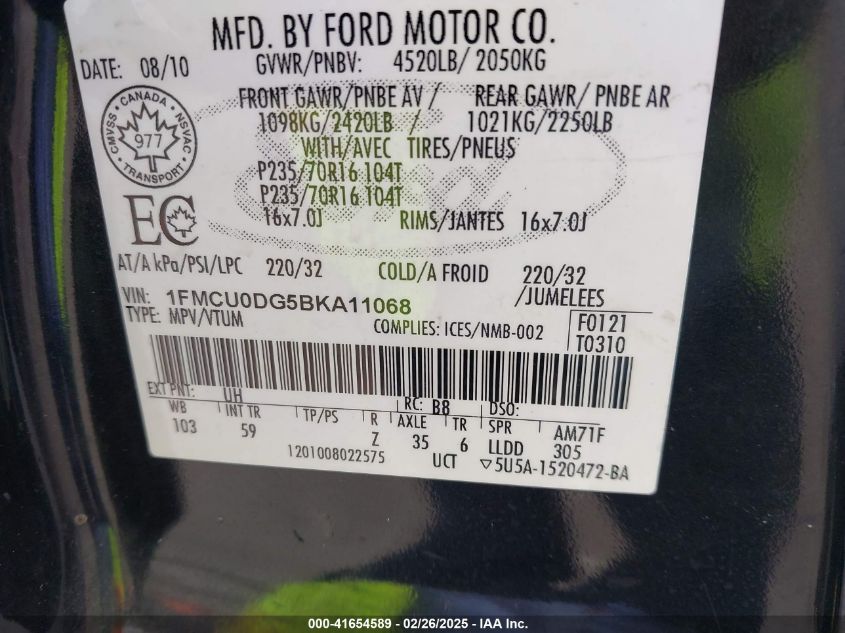 MFD. BY FORD MOTOR CO.
DATE: 08/10 GVWR/PNBV: 4520LB/ 2050KG
FRONT GAWR/PNBE AV / REAR GAWR/ PNBE AR
1098KG/2420LB / 1021KG/2250LB
WITH/AVEC TIRES/PNEUS
P235/70R16 104T
P235/70R16 104T
16x7.0J RIMS/JANTES 16x7.0J
CANADA
CMVSS NSVAC
977
TRANSPORT
EC
AT/A kPa/PSI/LPC 220/32 COLD/A FROID 220/32
VIN: 1FMCU0DG5BKA11068 /JUMELEES
TYPE: MPV/VTUM COMPLIES: ICES/NMB-002 F0121
T0310
EXT PNT: UH RC: B8 DSO:
WB INT TR TP/PS R AXLE TR SPR AM71F
103 59 Z 35 6 LLDD 305
1201008022575 UCT ▽5U5A-1520472-BA
000-41654589 - 02/26/2025 - IAA Inc.